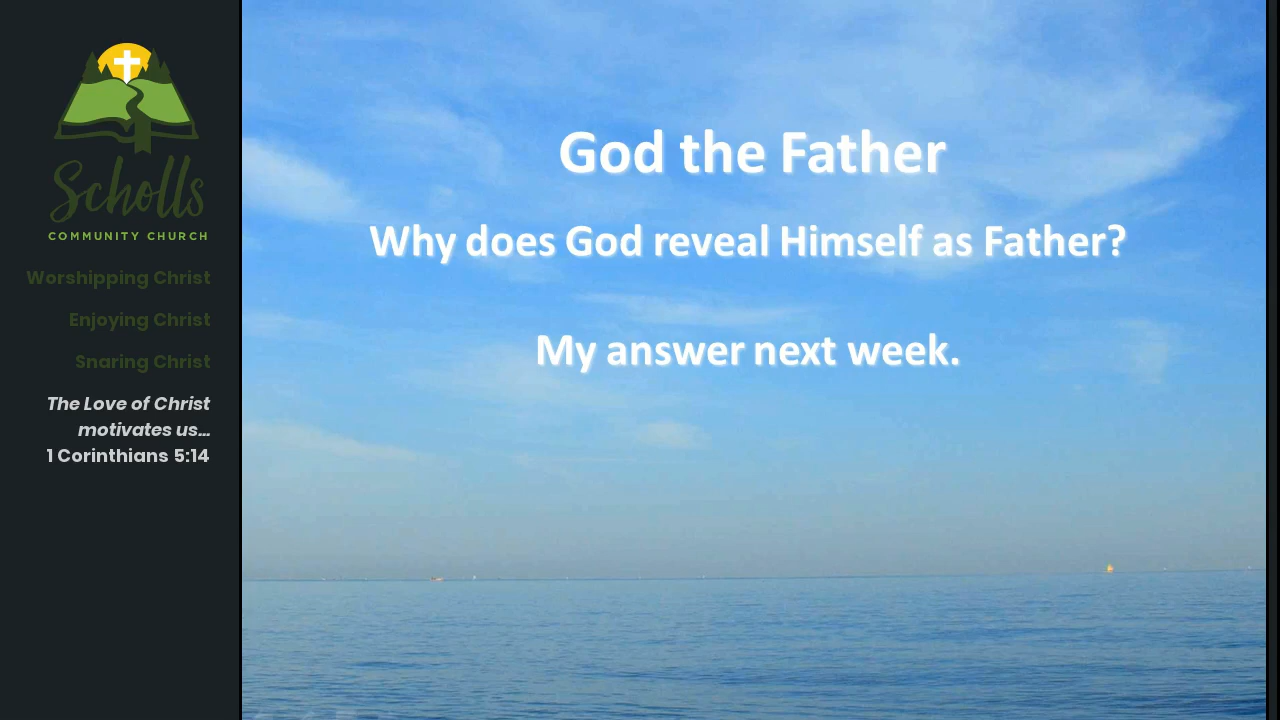 Scholls
COMMUNITY CHURCH
Worshipping Christ
Enjoying Christ
Snaring Christ
The Love of Christ
motivates us...
1 Corinthians 5:14
God the Father
Why does God reveal Himself as Father?
My answer next week.